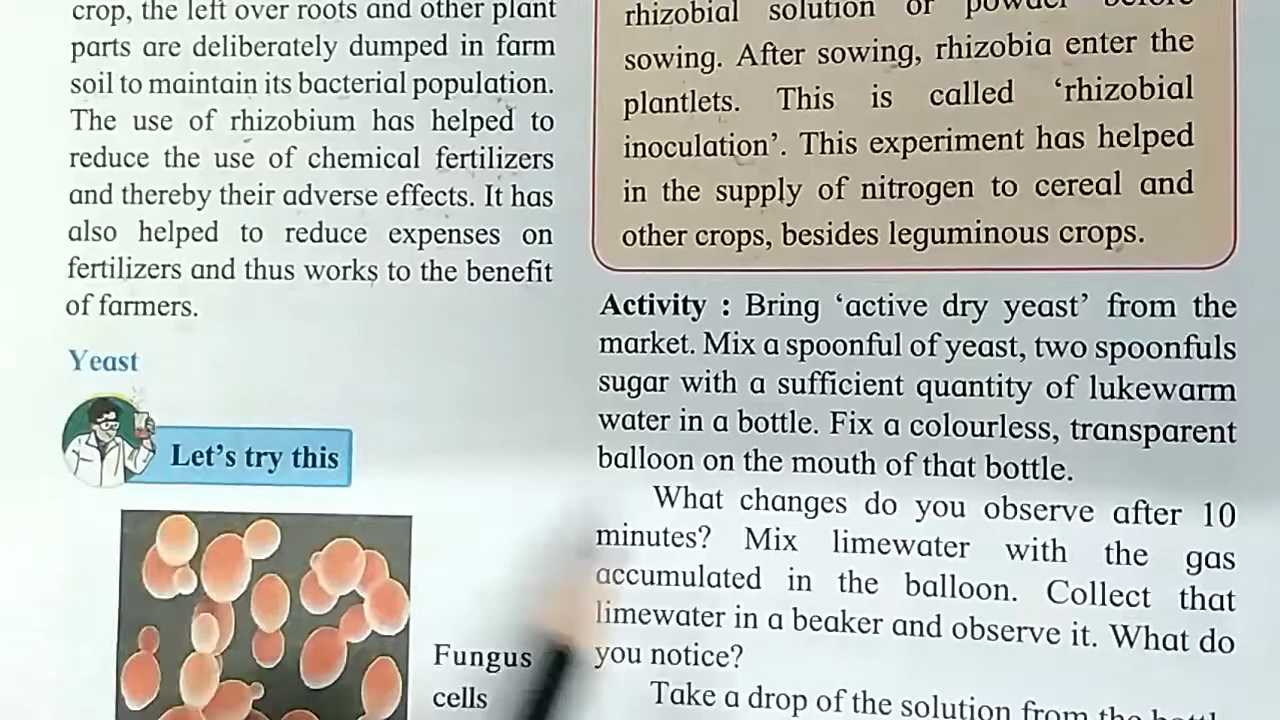 crop, the left over roots and other plant
parts are deliberately dumped in farm
soil to maintain its bacterial population.
The use of rhizobium has helped to
reduce the use of chemical fertilizers
and thereby their adverse effects. It has
also helped to reduce expenses on
fertilizers and thus works to the benefit
of farmers.
Yeast
Let's try this
Fungus
cells
rhizobial solution or powder before
sowing. After sowing, rhizobia enter the
plantlets. This is called 'rhizobial
inoculation'. This experiment has helped
in the supply of nitrogen to cereal and
other crops, besides leguminous crops.
Activity : Bring 'active dry yeast' from the
market. Mix a spoonful of yeast, two spoonfuls
sugar with a sufficient quantity of lukewarm
water in a bottle. Fix a colourless, transparent
balloon on the mouth of that bottle.
What changes do you observe after 10
minutes? Mix limewater with the gas
accumulated in the balloon. Collect that
limewater in a beaker and observe it. What do
you notice?
Take a drop of the solution from the bottle